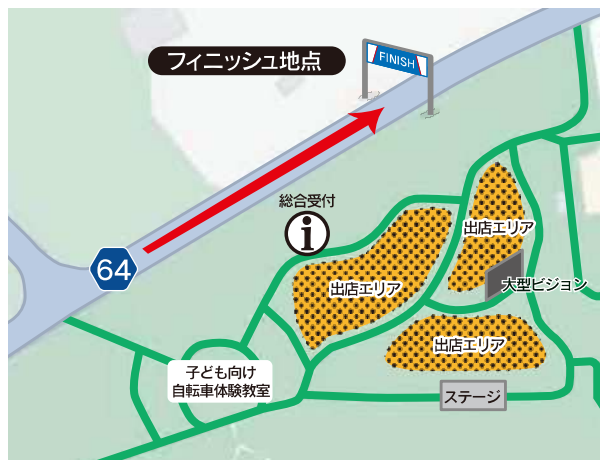 フィニッシュ地点
FINISH
総合受付
i
64
出店エリア
大型ビジョン
出店エリア
出店エリア
子ども向け
自転車体験教室
ステージ